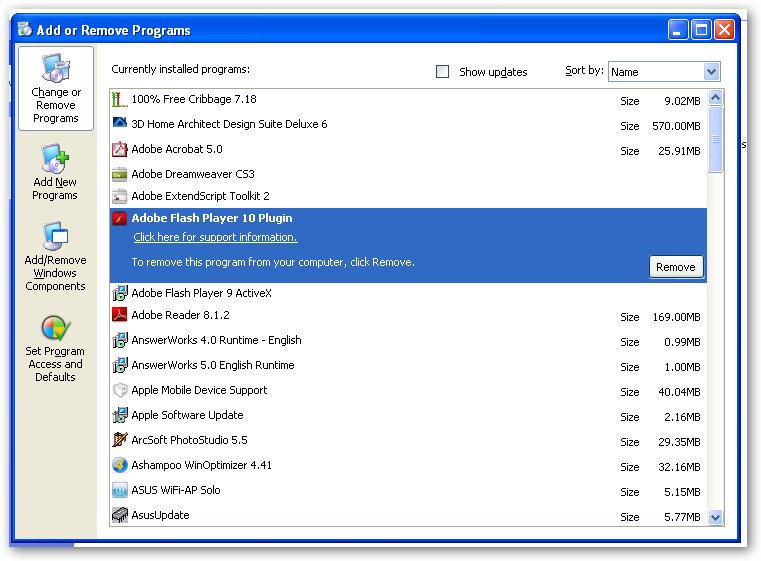 Add or Remove Programs
Change or
Remove
Programs
Add New
Programs
Add/Remove
Windows
Components
Set Program
Access and
Defaults
Currently installed programs:
Show updates
Sort by: Name
100% Free Cribbage 7.18 Size 9.02MB
3D Home Architect Design Suite Deluxe 6 Size 570.00MB
Adobe Acrobat 5.0 Size 25.91MB
Adobe Dreamweaver CS3
Adobe ExtendScript Toolkit 2
Adobe Flash Player 10 Plugin
Click here for support information.
To remove this program from your computer, click Remove. Remove
Adobe Flash Player 9 ActiveX
Adobe Reader 8.1.2 Size 169.00MB
AnswerWorks 4.0 Runtime - English Size 0.99MB
AnswerWorks 5.0 English Runtime Size 1.00MB
Apple Mobile Device Support Size 40.04MB
Apple Software Update Size 2.16MB
ArcSoft PhotoStudio 5.5 Size 29.35MB
Ashampoo WinOptimizer 4.41 Size 32.16MB
ASUS WiFi-AP Solo Size 5.15MB
AsusUpdate Size 5.77MB